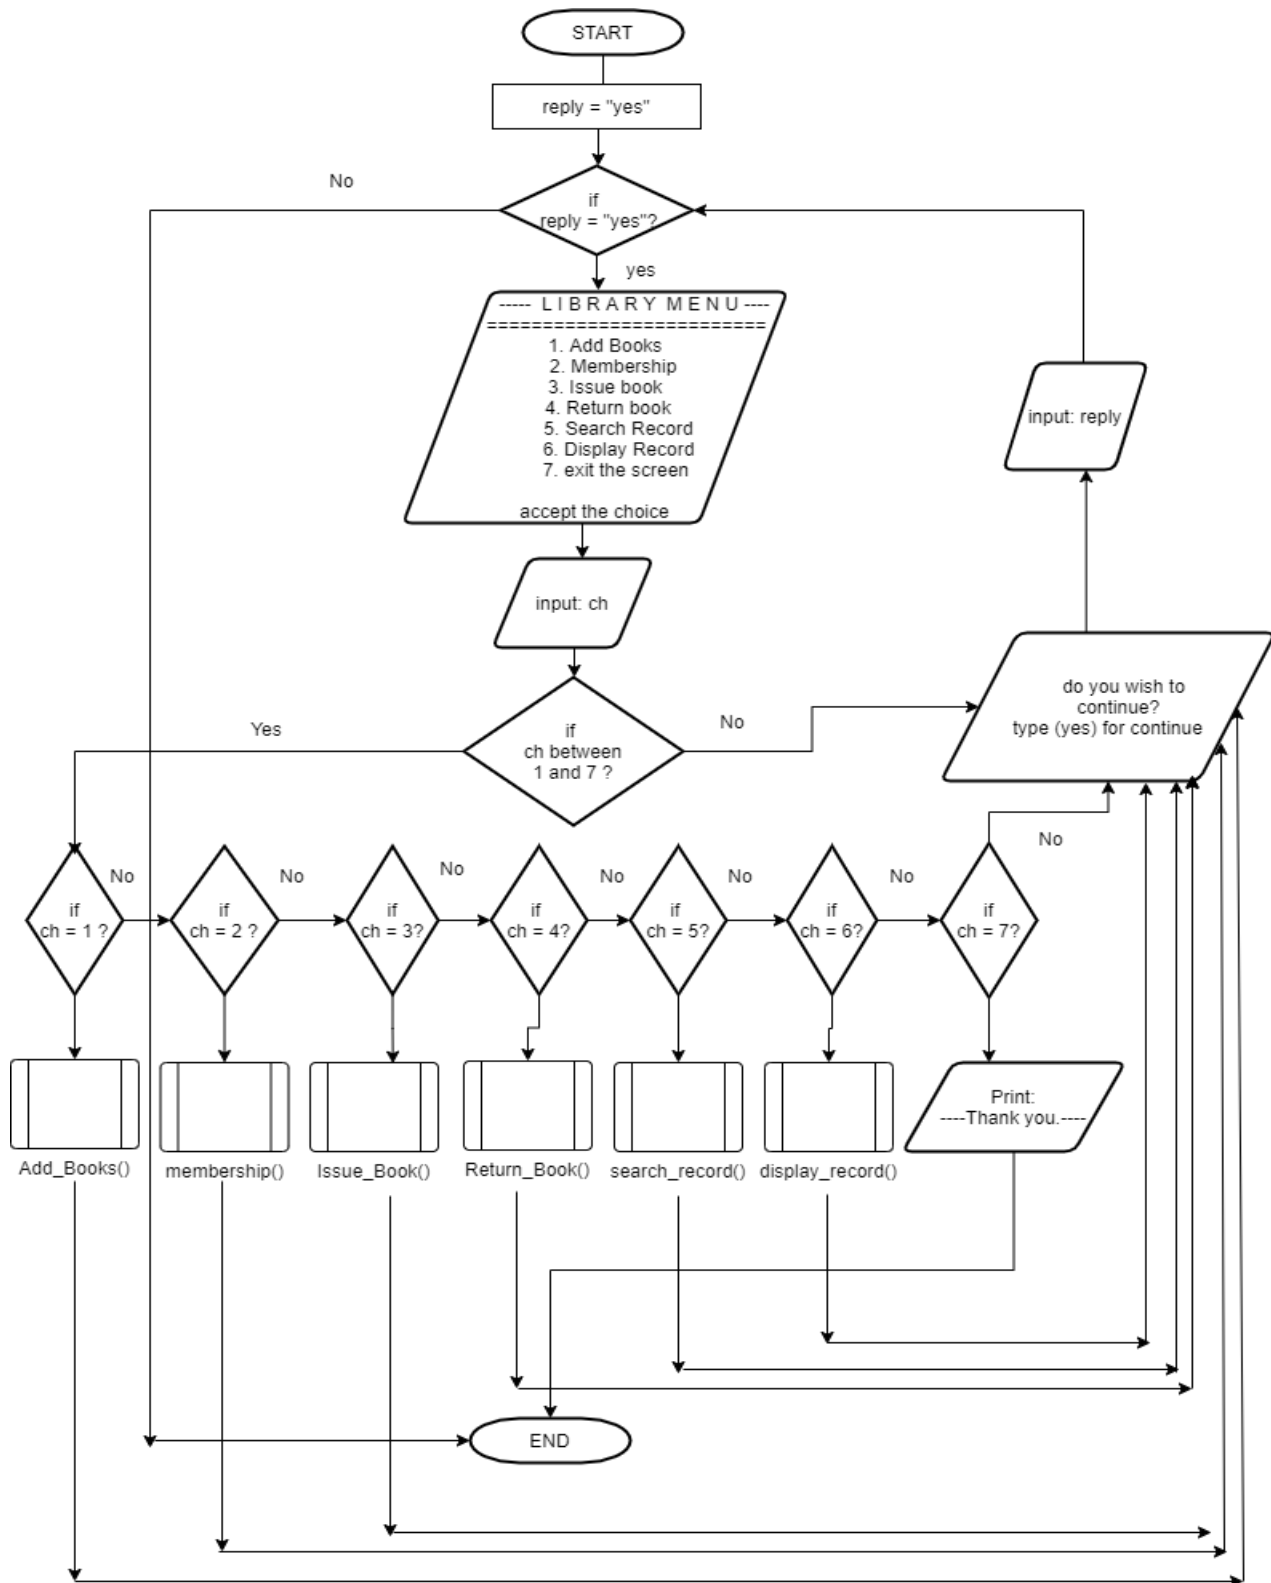 START
reply = "yes"
No
if
reply = "yes"?
yes
----- L I B R A R Y M E N U ----
=========================
1. Add Books
2. Membership
3. Issue book
4. Return book
5. Search Record
6. Display Record
7. exit the screen
accept the choice
input: reply
input: ch
do you wish to
continue?
type (yes) for continue
Yes
if
ch between
1 and 7 ?
No
No
if
ch = 1 ?
No
if
ch = 2 ?
No
if
ch = 3?
No
if
ch = 4?
No
if
ch = 5?
No
if
ch = 6?
No
if
ch = 7?
Add_Books()
membership()
Issue_Book()
Return_Book()
search_record()
display_record()
Print:
----Thank you.----
END